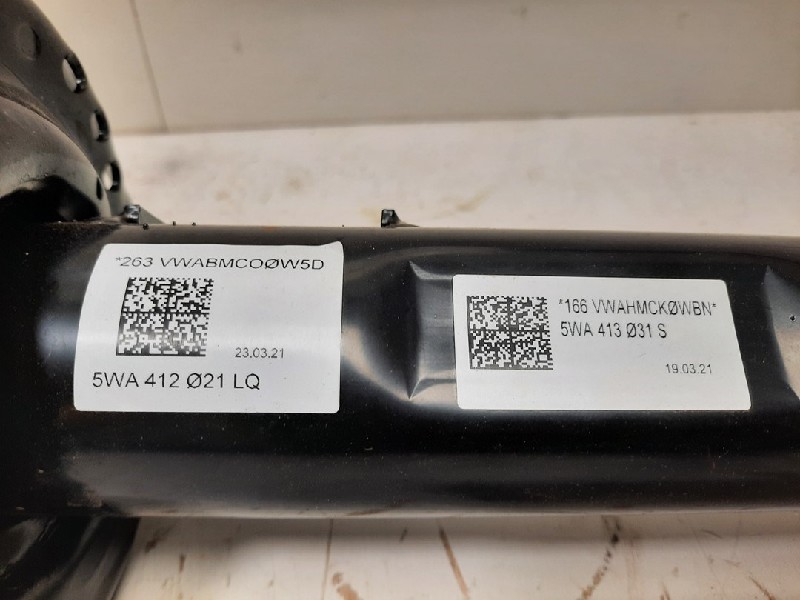 *263 VWABMCOØW5D
23.03.21
5WA 412 Ø21 LQ
*166 VWAHMCKØWBN*
5WA 413 Ø31 S
19.03.21